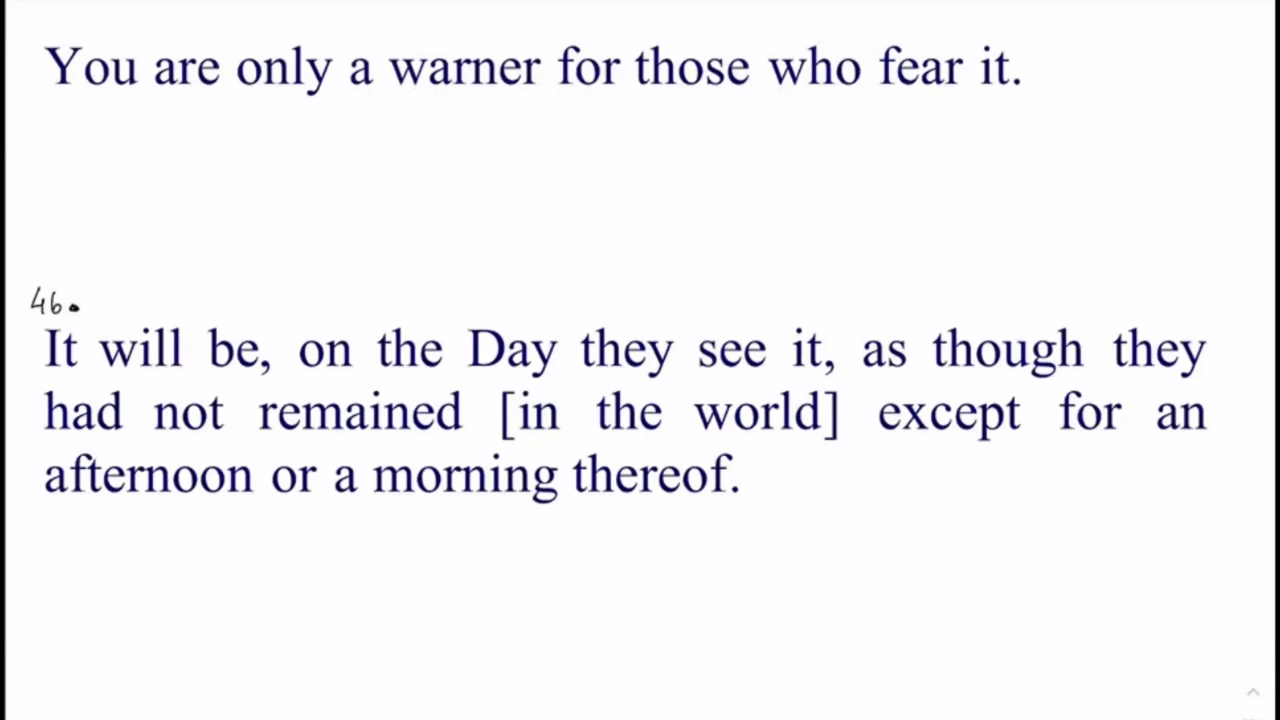 You are only a warner for those who fear it.
46.
It will be, on the Day they see it, as though they
had not remained [in the world] except for an
afternoon or a morning thereof.